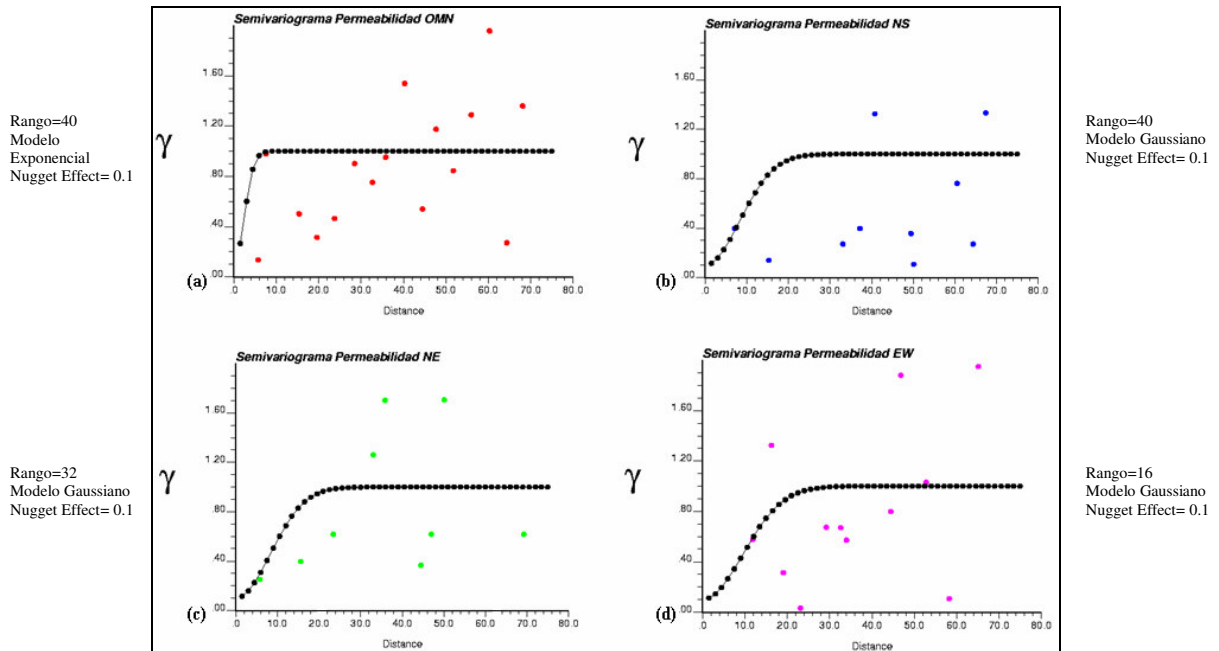 Semivariograma Permeabilidad OMN
Rango=40
Modelo
Exponencial
Nugget Effect= 0.1
γ
1.60
1.20
.80
.40
.00
(a)
.0 10.0 20.0 30.0 40.0 50.0 60.0 70.0 80.0
Distance
Semivariograma Permeabilidad NS
γ
1.60
1.20
.80
.40
.00
(b)
.0 10.0 20.0 30.0 40.0 50.0 60.0 70.0 80.0
Distance
Rango=40
Modelo Gaussiano
Nugget Effect= 0.1
Semivariograma Permeabilidad NE
Rango=32
Modelo Gaussiano
Nugget Effect= 0.1
γ
1.60
1.20
.80
.40
.00
(c)
.0 10.0 20.0 30.0 40.0 50.0 60.0 70.0 80.0
Distance
Semivariograma Permeabilidad EW
γ
1.60
1.20
.80
.40
.00
(d)
.0 10.0 20.0 30.0 40.0 50.0 60.0 70.0 80.0
Distance
Rango=16
Modelo Gaussiano
Nugget Effect= 0.1